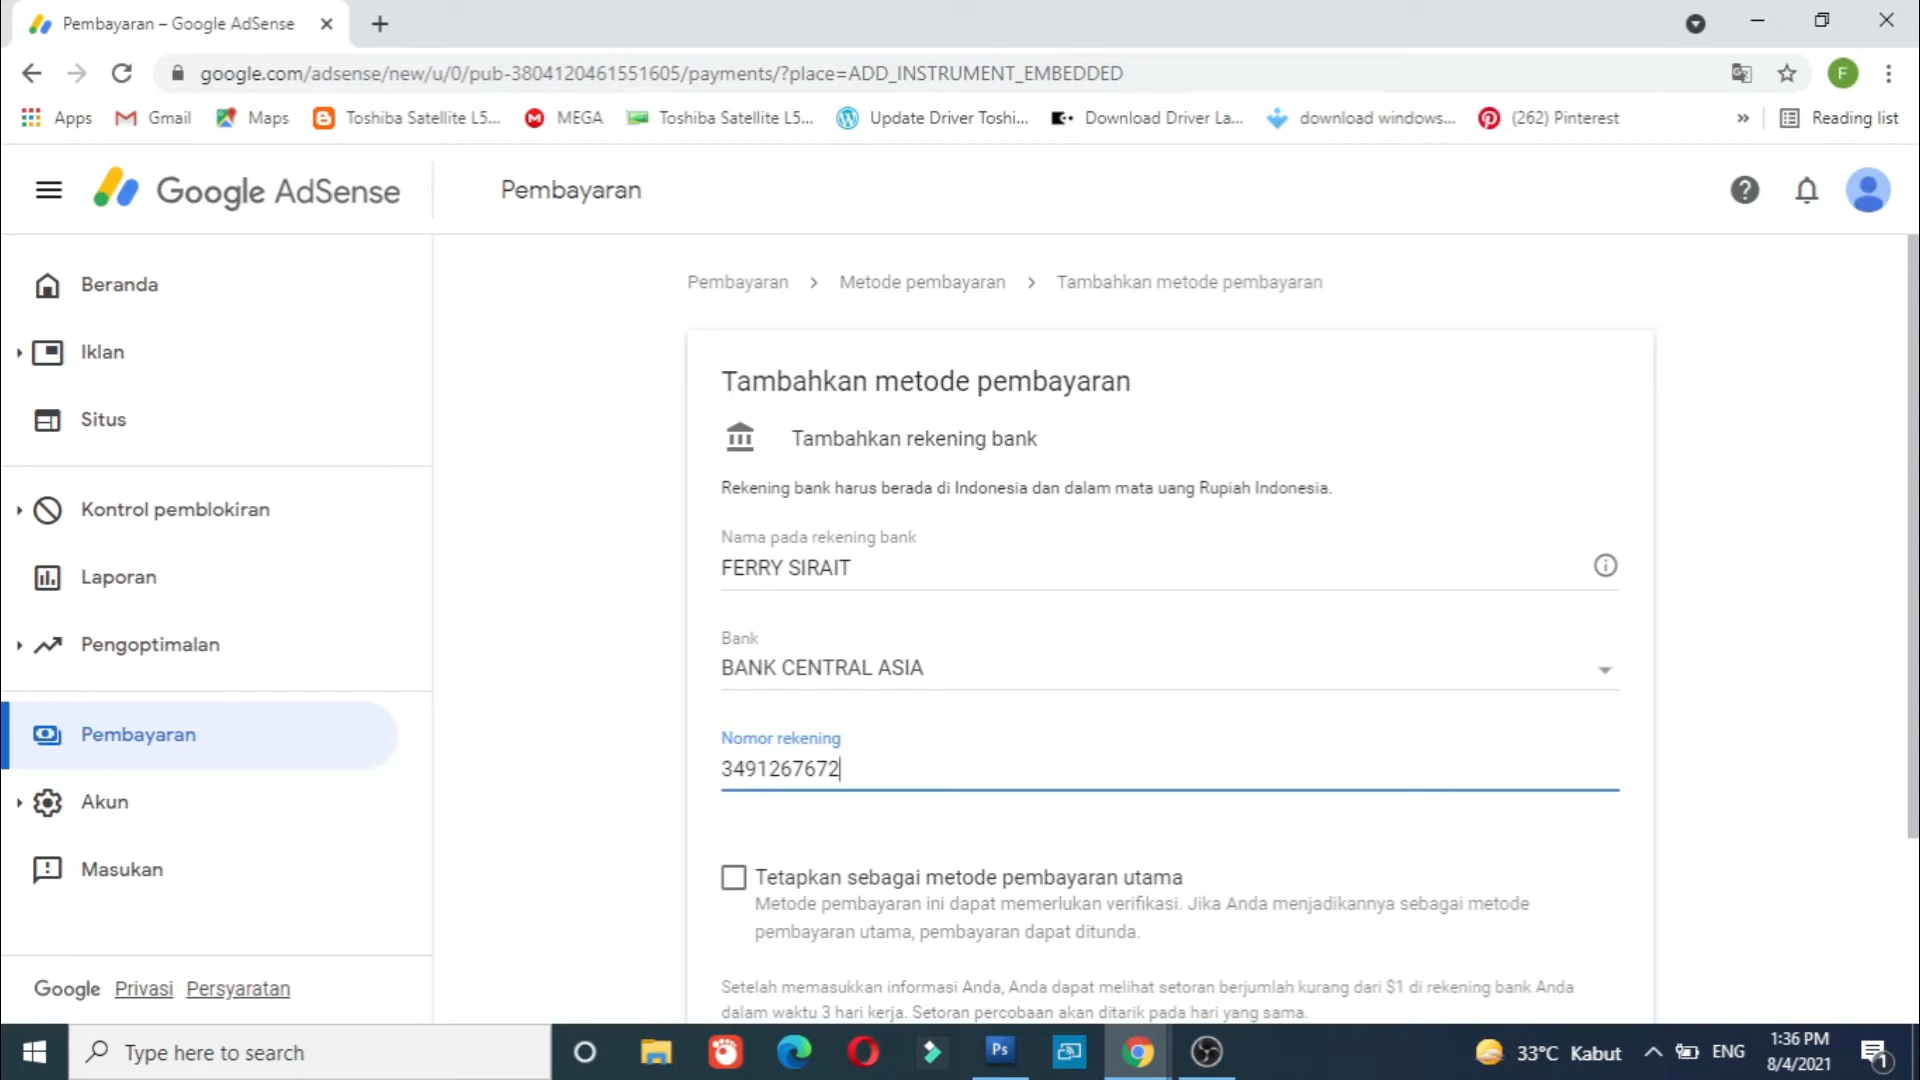 Pembayaran – Google AdSense
google.com/adsense/new/u/0/pub-3804120461551605/payments/?place=ADD_INSTRUMENT_EMBEDDED
F
Apps
Gmail
Maps
Toshiba Satellite L5...
MEGA
Toshiba Satellite L5...
Update Driver Toshi...
Download Driver La...
download windows...
(262) Pinterest
»
Reading list
Google AdSense
Pembayaran
Beranda
Iklan
Situs
Kontrol pemblokiran
Laporan
Pengoptimalan
Pembayaran
Akun
Masukan
Google Privasi Persyaratan
Pembayaran > Metode pembayaran > Tambahkan metode pembayaran
Tambahkan metode pembayaran
Tambahkan rekening bank
Rekening bank harus berada di Indonesia dan dalam mata uang Rupiah Indonesia.
Nama pada rekening bank
FERRY SIRAIT
Bank
BANK CENTRAL ASIA
Nomor rekening
3491267672
Tetapkan sebagai metode pembayaran utama
Metode pembayaran ini dapat memerlukan verifikasi. Jika Anda menjadikannya sebagai metode
pembayaran utama, pembayaran dapat ditunda.
Setelah memasukkan informasi Anda, Anda dapat melihat setoran berjumlah kurang dari $1 di rekening bank Anda
dalam waktu 3 hari kerja. Setoran percobaan akan ditarik pada hari yang sama.
Type here to search
Ps
33°C Kabut
ENG
1:36 PM
8/4/2021
1